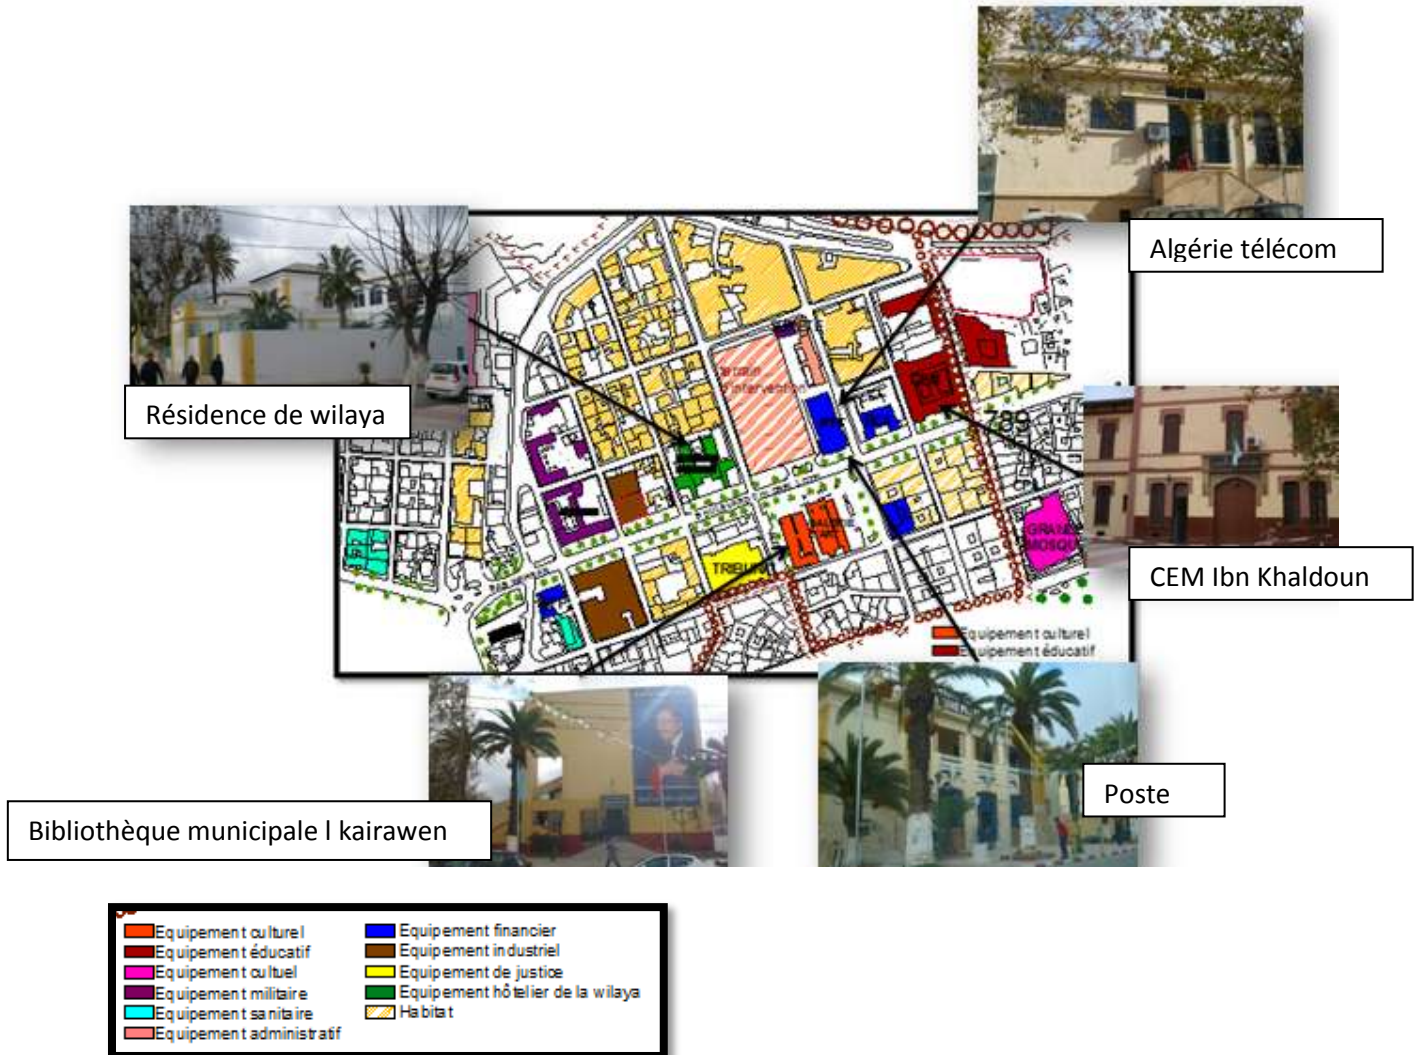 Algérie télécom
Résidence de wilaya
terrain
d'intervention
789
GRANDE
MOSQU
CEM Ibn Khaldoun
TRIBUN
Equipement culturel
Equipement éducatif
Poste
Bibliothèque municipale l kairawen
Equipement culturel
Equipement éducatif
Equipement cultuel
Equipement militaire
Equipement sanitaire
Equipement administratif
Equipement financier
Equipement industriel
Equipement de justice
Equipement hôtelier de la wilaya
Habitat